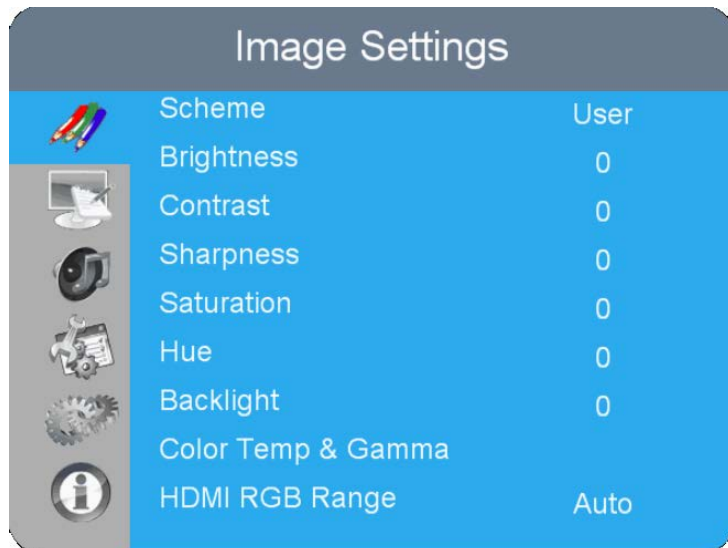 Image Settings
Scheme User
Brightness 0
Contrast 0
Sharpness 0
Saturation 0
Hue 0
Backlight 0
Color Temp & Gamma
HDMI RGB Range Auto